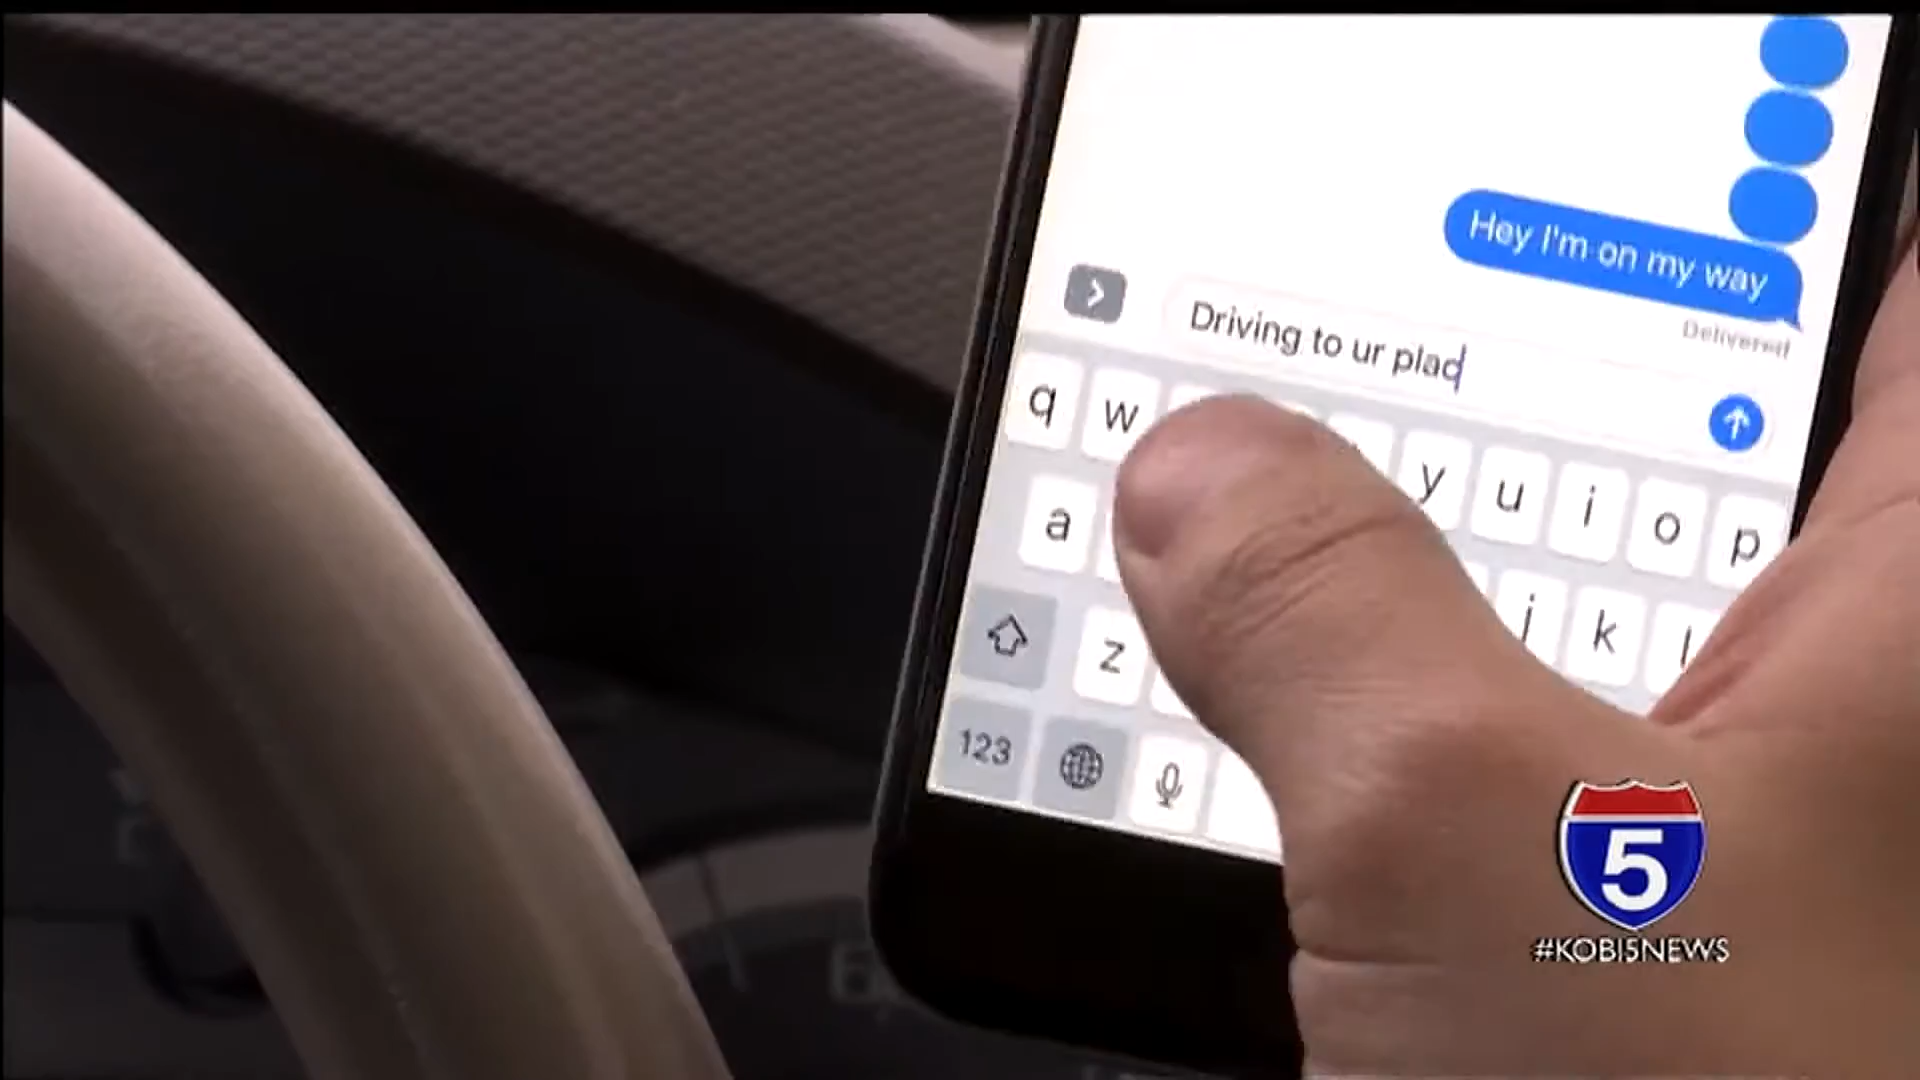 Hey I'm on my way
Delivered
Driving to ur plac
q w y u i o p
a j k l
z
123
5
#KOBI5NEWS